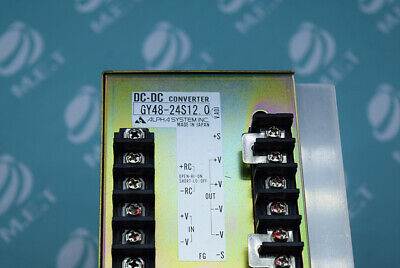 DC-DC CONVERTER
GY48-24S12.0
ALPHA SYSTEM INC.
MADE IN JAPAN
VADJ
+S
+RC
OPEN-HI-ON
SHORT-LO-OFF
-RC
+V
+V
OUT
-V
-V
+V
IN
-V
FG
-S
M.E.T